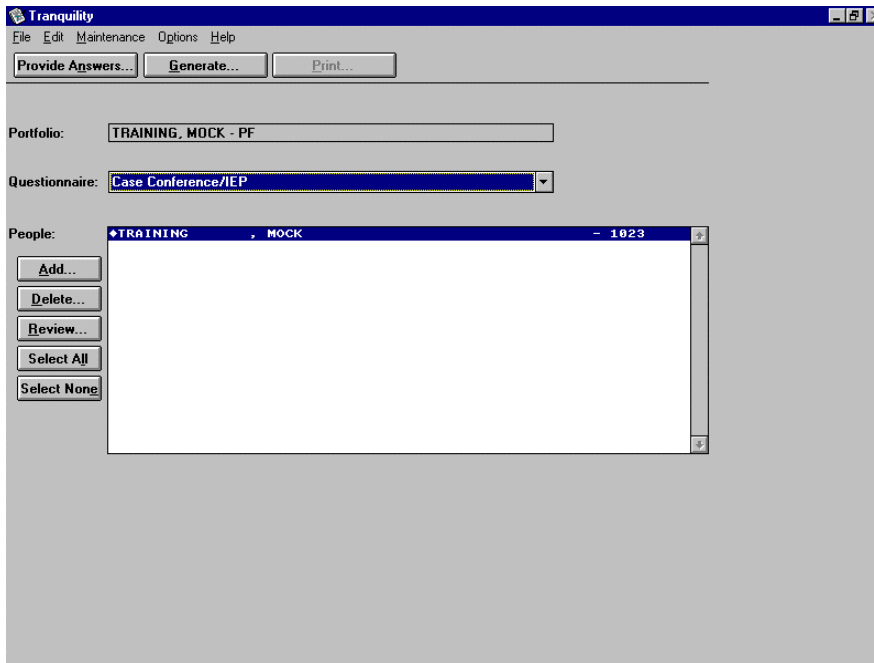 Tranquility
File Edit Maintenance Options Help
Provide Answers... Generate... Print...
Portfolio: TRAINING, MOCK - PF
Questionnaire: Case Conference/IEP
People: ♦TRAINING , MOCK - 1023
Add...
Delete...
Review...
Select All
Select None